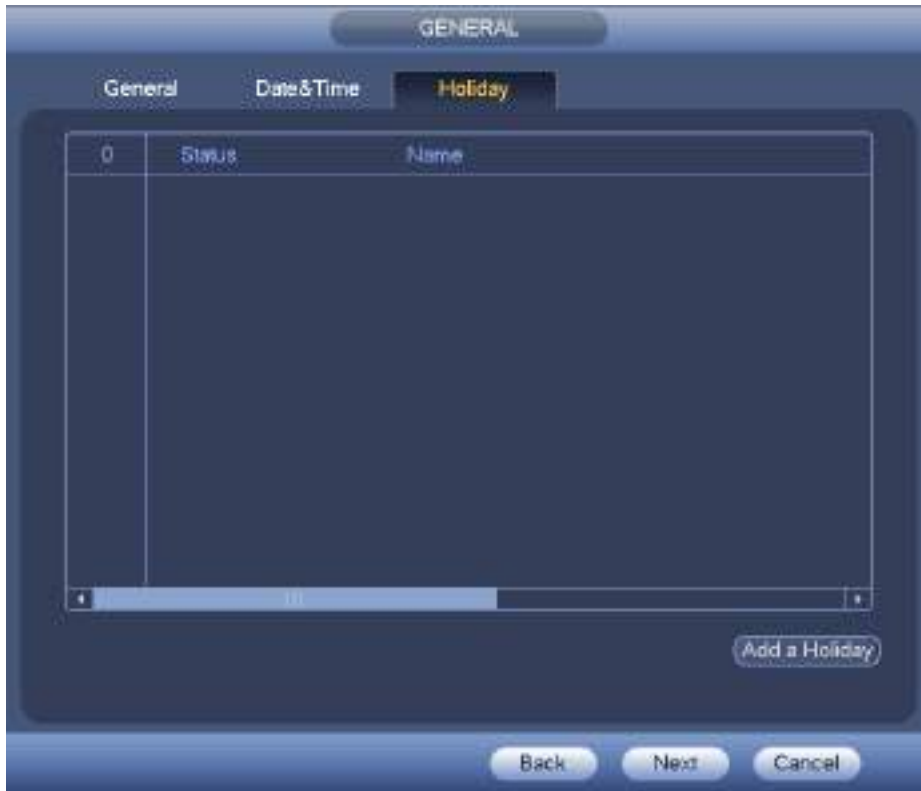 GENERAL
General Date&Time Holiday
0 Status Name
Add a Holiday
Back Next Cancel